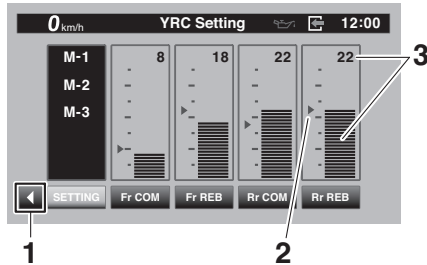 0 km/h YRC Setting 12:00
M-1 8 18 22 22 3
M-2
M-3
SETTING Fr COM Fr REB Rr COM Rr REB
1 2